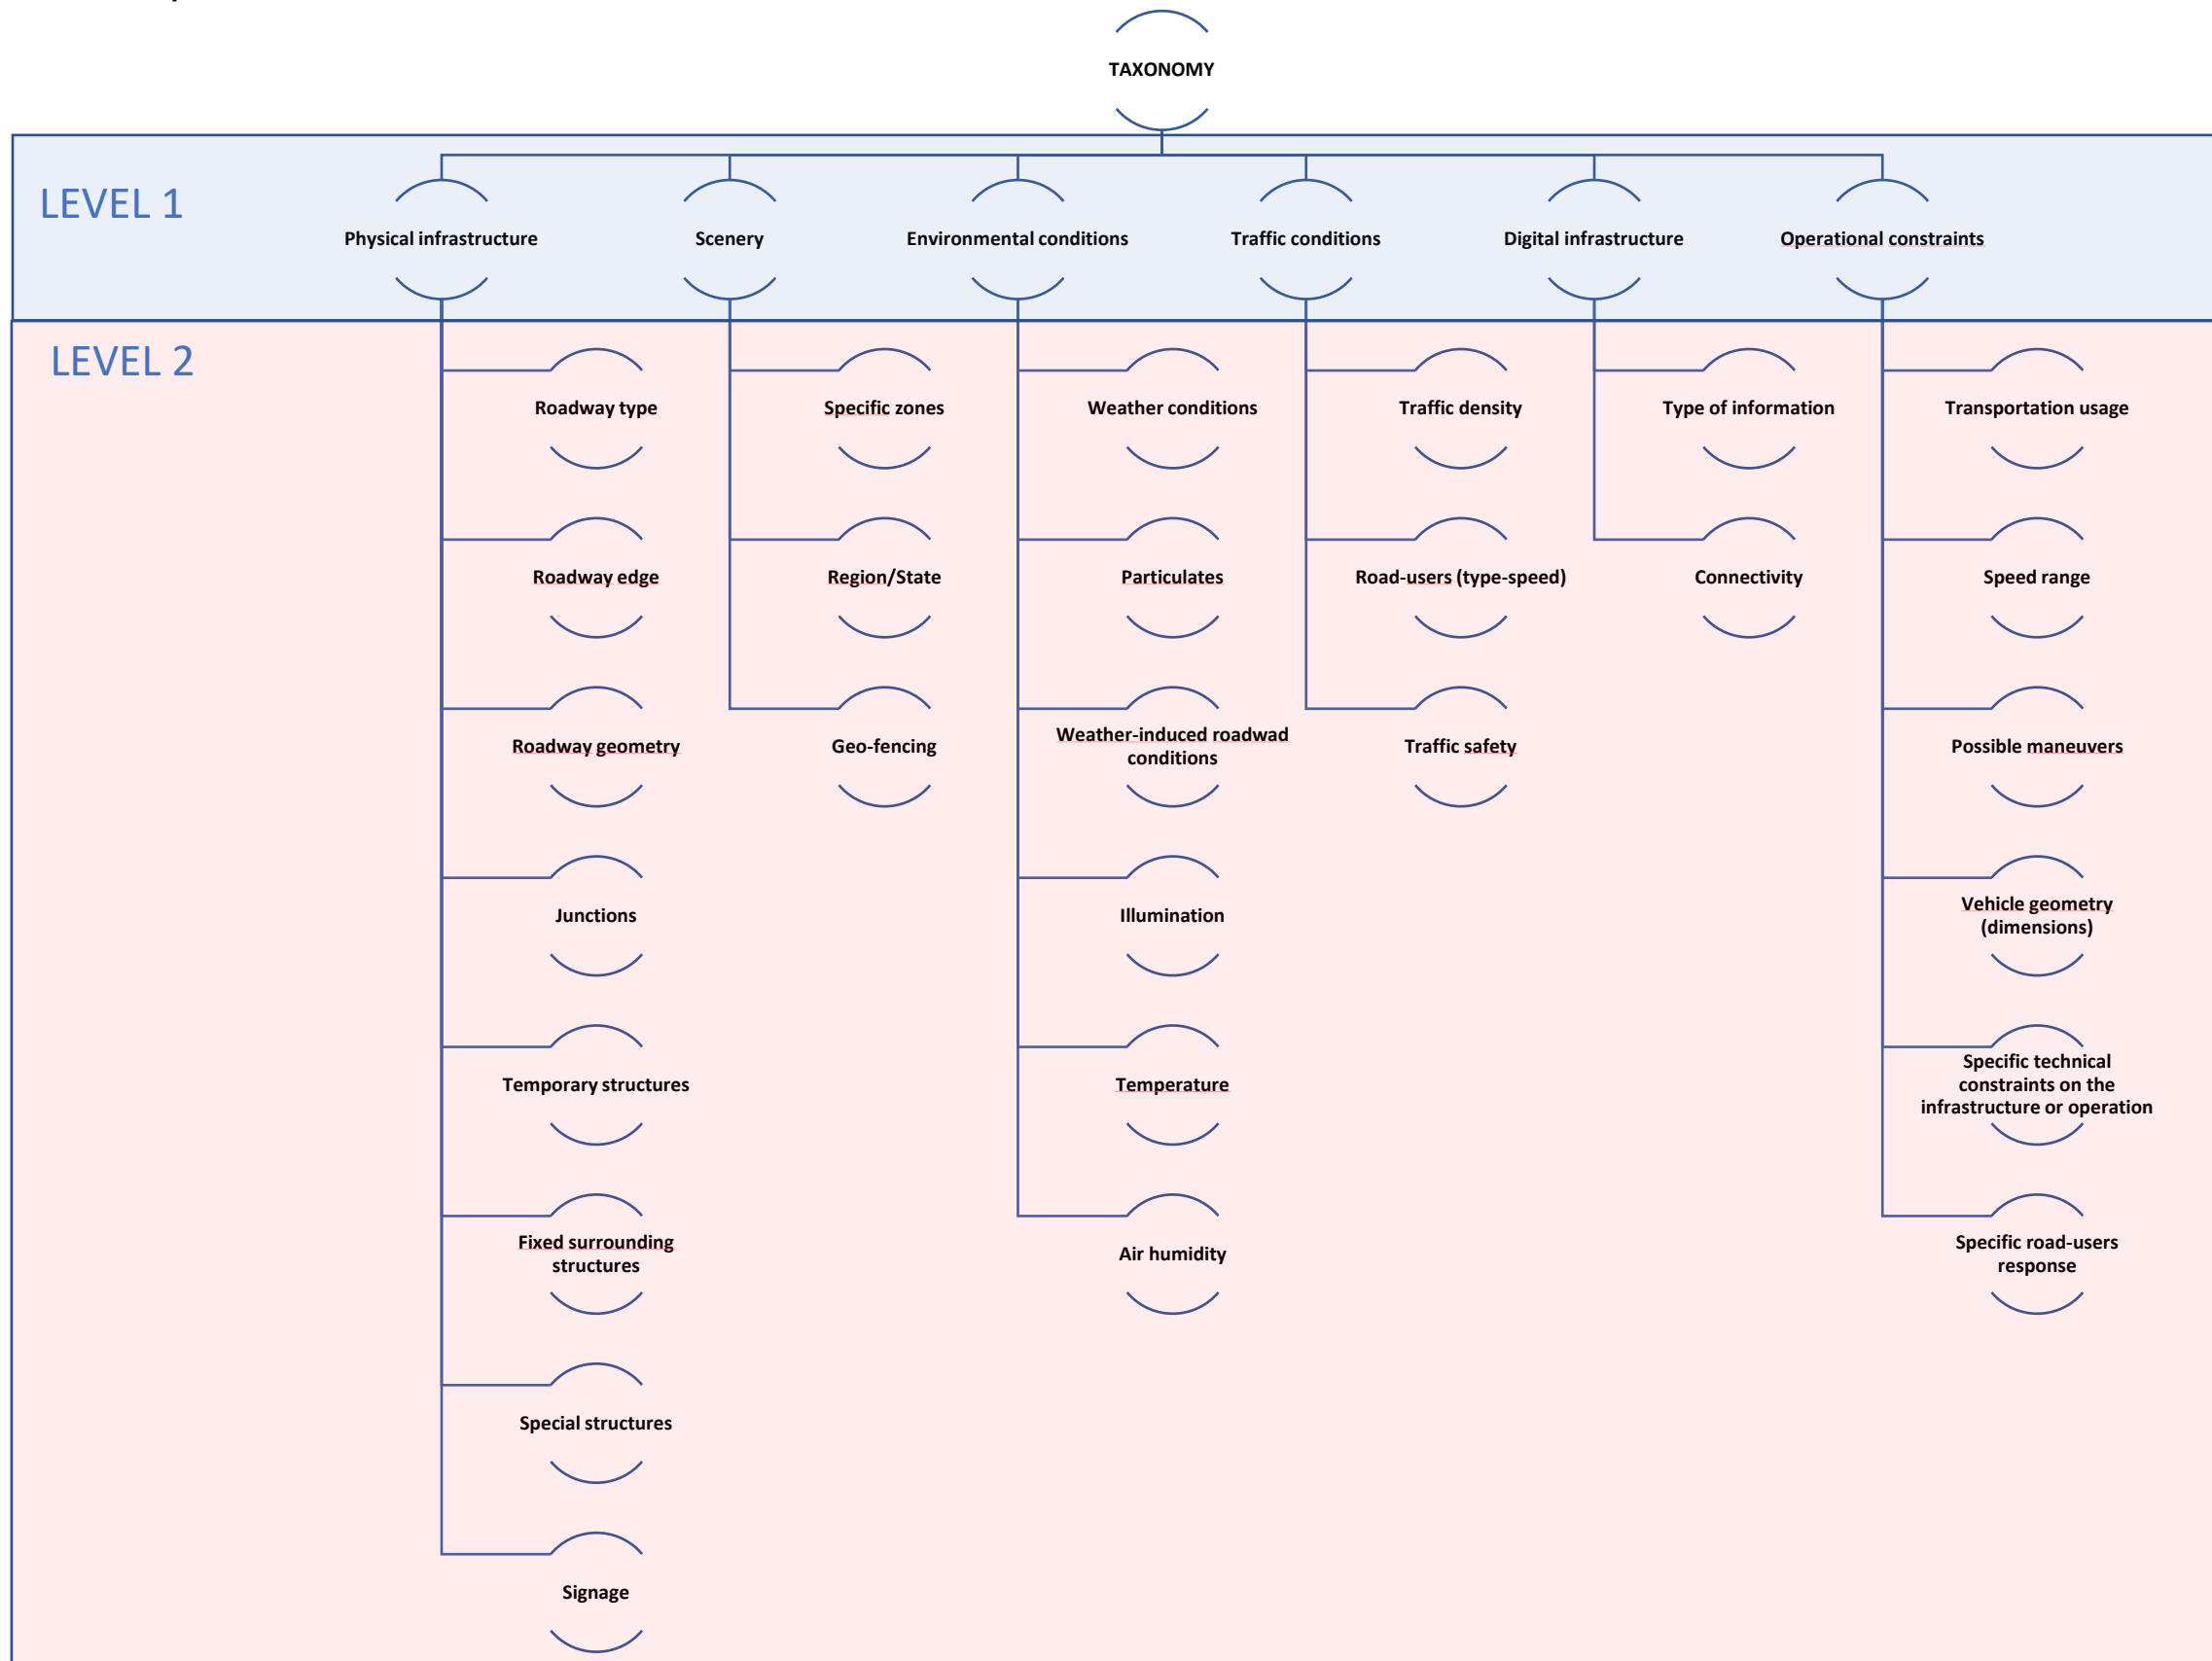 TAXONOMY
LEVEL 1
Physical infrastructure
Scenery
Environmental conditions
Traffic conditions
Digital infrastructure
Operational constraints
LEVEL 2
Roadway type
Roadway edge
Roadway geometry
Junctions
Temporary structures
Fixed surrounding
structures
Special structures
Signage
Specific zones
Region/State
Geo-fencing
Weather conditions
Particulates
Weather-induced roadwad
conditions
Illumination
Temperature
Air humidity
Traffic density
Road-users (type-speed)
Traffic safety
Type of information
Connectivity
Transportation usage
Speed range
Possible maneuvers
Vehicle geometry
(dimensions)
Specific technical
constraints on the
infrastructure or operation
Specific road-users
response